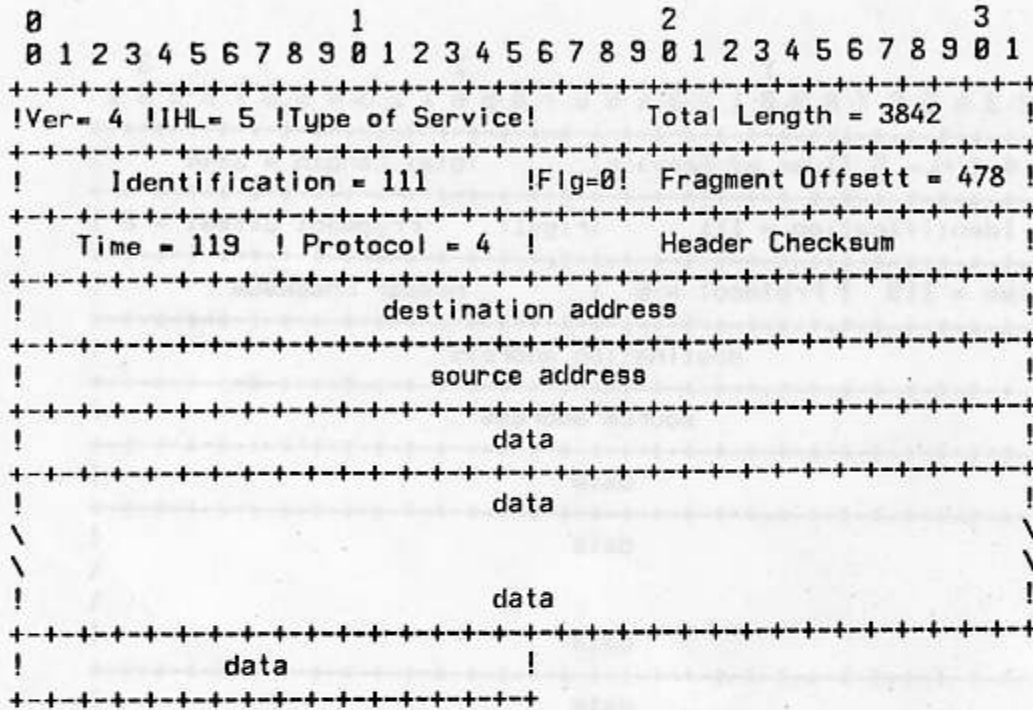 0                   1                   2                   3
0 1 2 3 4 5 6 7 8 9 0 1 2 3 4 5 6 7 8 9 0 1 2 3 4 5 6 7 8 9 0 1
+-+-+-+-+-+-+-+-+-+-+-+-+-+-+-+-+-+-+-+-+-+-+-+-+-+-+-+-+-+-+-+-+
!Ver= 4 !IHL= 5 !Type of Service! Total Length = 3842 !
+-+-+-+-+-+-+-+-+-+-+-+-+-+-+-+-+-+-+-+-+-+-+-+-+-+-+-+-+-+-+-+-+
! Identification = 111 !Flg=0! Fragment Offsett = 478 !
+-+-+-+-+-+-+-+-+-+-+-+-+-+-+-+-+-+-+-+-+-+-+-+-+-+-+-+-+-+-+-+-+
! Time = 119 ! Protocol = 4 ! Header Checksum !
+-+-+-+-+-+-+-+-+-+-+-+-+-+-+-+-+-+-+-+-+-+-+-+-+-+-+-+-+-+-+-+-+
! destination address !
+-+-+-+-+-+-+-+-+-+-+-+-+-+-+-+-+-+-+-+-+-+-+-+-+-+-+-+-+-+-+-+-+
! source address !
+-+-+-+-+-+-+-+-+-+-+-+-+-+-+-+-+-+-+-+-+-+-+-+-+-+-+-+-+-+-+-+-+
! data !
+-+-+-+-+-+-+-+-+-+-+-+-+-+-+-+-+-+-+-+-+-+-+-+-+-+-+-+-+-+-+-+-+
! data !
\ \
\ \
! data !
+-+-+-+-+-+-+-+-+-+-+-+-+-+-+-+-+-+-+-+-+-+-+-+-+-+-+-+-+-+-+-+-+
! data !
+-+-+-+-+-+-+-+-+-+-+-+-+-+-+-+-+